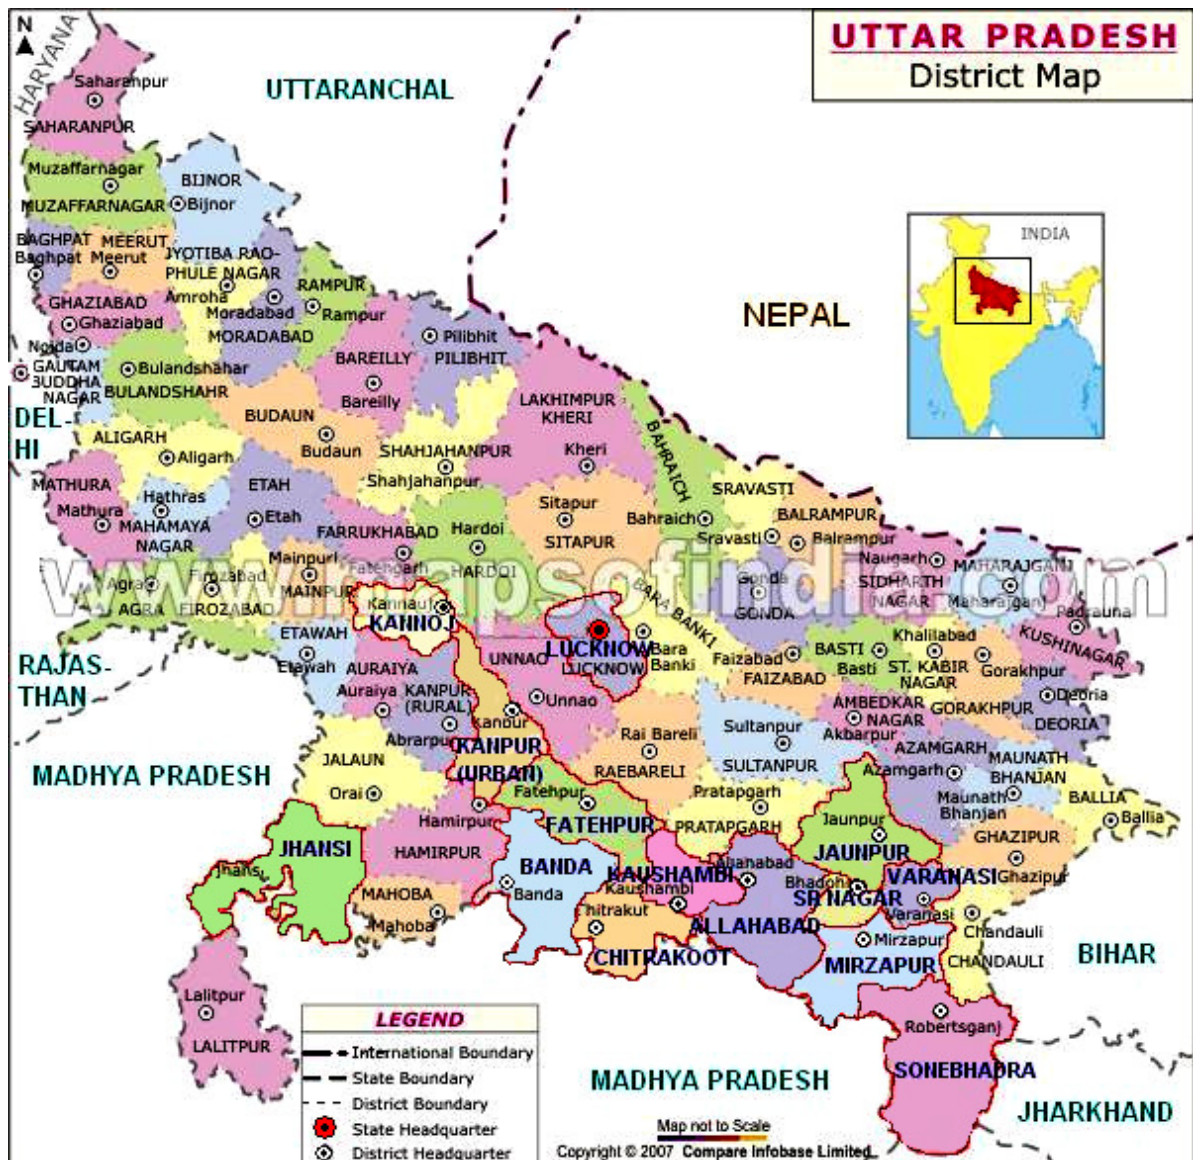 N
HARYANA
UTTAR PRADESH
District Map
UTTARANCHAL
Saharanpur
SAHARANPUR
Muzaffarnagar
MUZAFFARNAGAR
BIJNOR
Bijnor
BAGHPAT
Baghpat
MEERUT
Meerut
JYOTIBA RAO-
PHULE NAGAR
Amroha
Moradabad
MORADABAD
RAMPUR
Rampur
INDIA
NEPAL
GHAZIABAD
Ghaziabad
Noida
GAUTAM
BUDDHA
NAGAR
Bulandshahar
BULANDSHAHR
BAREILLY
Bareilly
Pilibhit
PILIBHIT
DEL-
HI
ALIGARH
Aligarh
BUDAUN
Budaun
SHAHJAHANPUR
Shahjahanpur
LAKHIMPUR
KHERI
Kheri
BAHRAICH
Bahraich
SRAVASTI
Sravasti
BALRAMPUR
Balrampur
MATHURA
Mathura
Hathras
MAHAMAYA
NAGAR
ETAH
Etah
FARRUKHABAD
Fatehgarh
Hardoi
HARDOI
Sitapur
SITAPUR
www.mapsofindia.com
Agra
AGRA
Firozabad
FIROZABAD
Mainpuri
MAINPURI
Kannauj
KANNOJ
BARA BANKI
Bara
Banki
Gonda
GONDA
Naugarh
SIDHARTH
NAGAR
MAHARAJGANJ
Maharajganj
Padrauna
KUSHINAGAR
RAJAS-
THAN
ETAWAH
Etawah
AURAIYA
Auraiya
KANPUR
(RURAL)
Abrarpur
UNNAO
Unnao
LUCKNOW
LUCKNOW
Faizabad
FAIZABAD
BASTI
Basti
Khalilabad
ST. KABIR
NAGAR
Gorakhpur
GORAKHPUR
Deoria
DEORIA
Kanpur
KANPUR
(URBAN)
Rai Bareli
RAEBARELI
Sultanpur
SULTANPUR
AMBEDKAR
NAGAR
Akbarpur
AZAMGARH
Azamgarh
MAUNATH
BHANJAN
Maunath
Bhanjan
BALLIA
Ballia
MADHYA PRADESH
JALAUN
Orai
Hamirpur
HAMIRPUR
Fatehpur
FATEHPUR
Pratapgarh
PRATAPGARH
Jaunpur
JAUNPUR
GHAZIPUR
Ghazipur
JHANSI
Jhans
MAHOBA
Mahoba
BANDA
Banda
KAUSHAMBI
Kaushambi
Allahabad
ALLAHABAD
Bhadohi
SR NAGAR
VARANASI
Varanasi
Chitrakut
CHITRAKOOT
Mirzapur
MIRZAPUR
Chandauli
CHANDAULI
BIHAR
Lalitpur
LALITPUR
Robertsganj
SONEBHADRA
MADHYA PRADESH
JHARKHAND
LEGEND
International Boundary
State Boundary
District Boundary
State Headquarter
District Headquarter
Map not to Scale
Copyright © 2007 Compare Infobase Limited